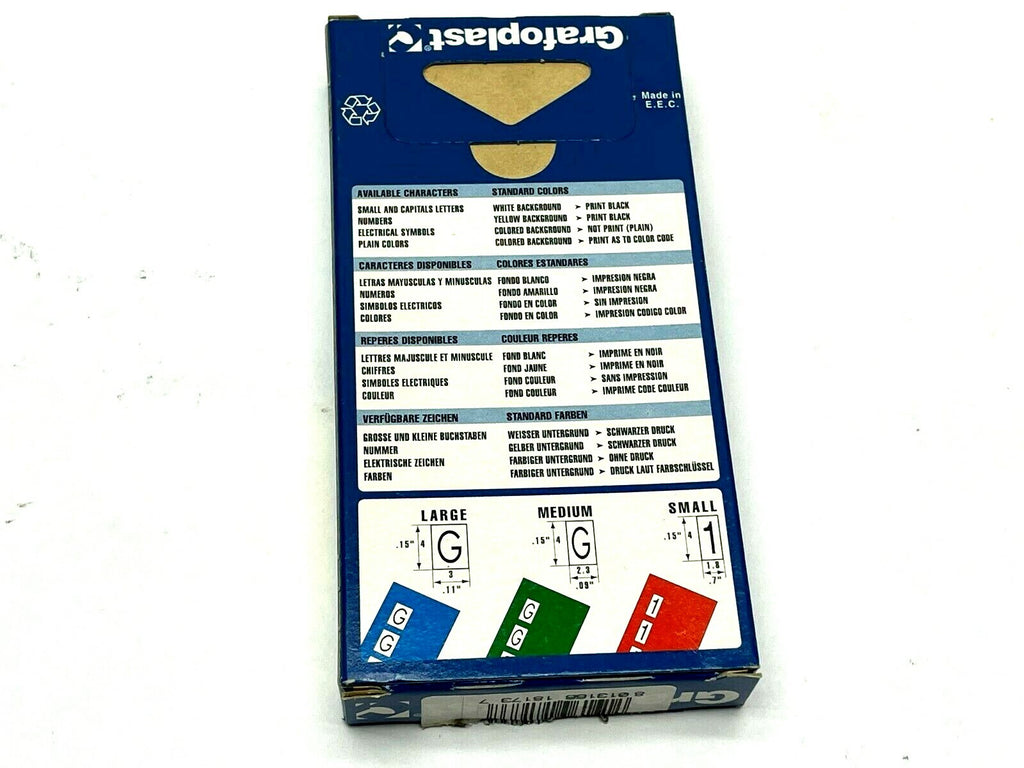 Grafoplast®
Made in
E.E.C.
AVAILABLE CHARACTERS STANDARD COLORS
SMALL AND CAPITALS LETTERS WHITE BACKGROUND ➤ PRINT BLACK
NUMBERS YELLOW BACKGROUND ➤ PRINT BLACK
ELECTRICAL SYMBOLS COLORED BACKGROUND ➤ NOT PRINT (PLAIN)
PLAIN COLORS COLORED BACKGROUND ➤ PRINT AS TO COLOR CODE
CARACTERES DISPONIBLES COLORES ESTANDARES
LETRAS MAYUSCULAS Y MINUSCULAS FONDO BLANCO ➤ IMPRESION NEGRA
NUMEROS FONDO AMARILLO ➤ IMPRESION NEGRA
SIMBOLOS ELECTRICOS FONDO EN COLOR ➤ SIN IMPRESION
COLORES FONDO EN COLOR ➤ IMPRESION CODIGO COLOR
REPERES DISPONIBLES COULEUR REPERES
LETTRES MAJUSCULE ET MINUSCULE FOND BLANC ➤ IMPRIME EN NOIR
CHIFFRES FOND JAUNE ➤ IMPRIME EN NOIR
SIMBOLES ELECTRIQUES FOND COULEUR ➤ SANS IMPRESSION
COULEUR FOND COULEUR ➤ IMPRIME CODE COULEUR
VERFÜGBARE ZEICHEN STANDARD FARBEN
GROSSE UND KLEINE BUCHSTABEN WEISSER UNTERGRUND ➤ SCHWARZER DRUCK
NUMMER GELBER UNTERGRUND ➤ SCHWARZER DRUCK
ELEKTRISCHE ZEICHEN FARBIGER UNTERGRUND ➤ OHNE DRUCK
FARBEN FARBIGER UNTERGRUND ➤ DRUCK LAUT FARBSCHLÜSSEL
LARGE MEDIUM SMALL
.15" 4 G .15" 4 G .15" 4 1
3 2.3 1.8
.11" .09" .7"
G G 1
G G 1
8 013166 18173 7